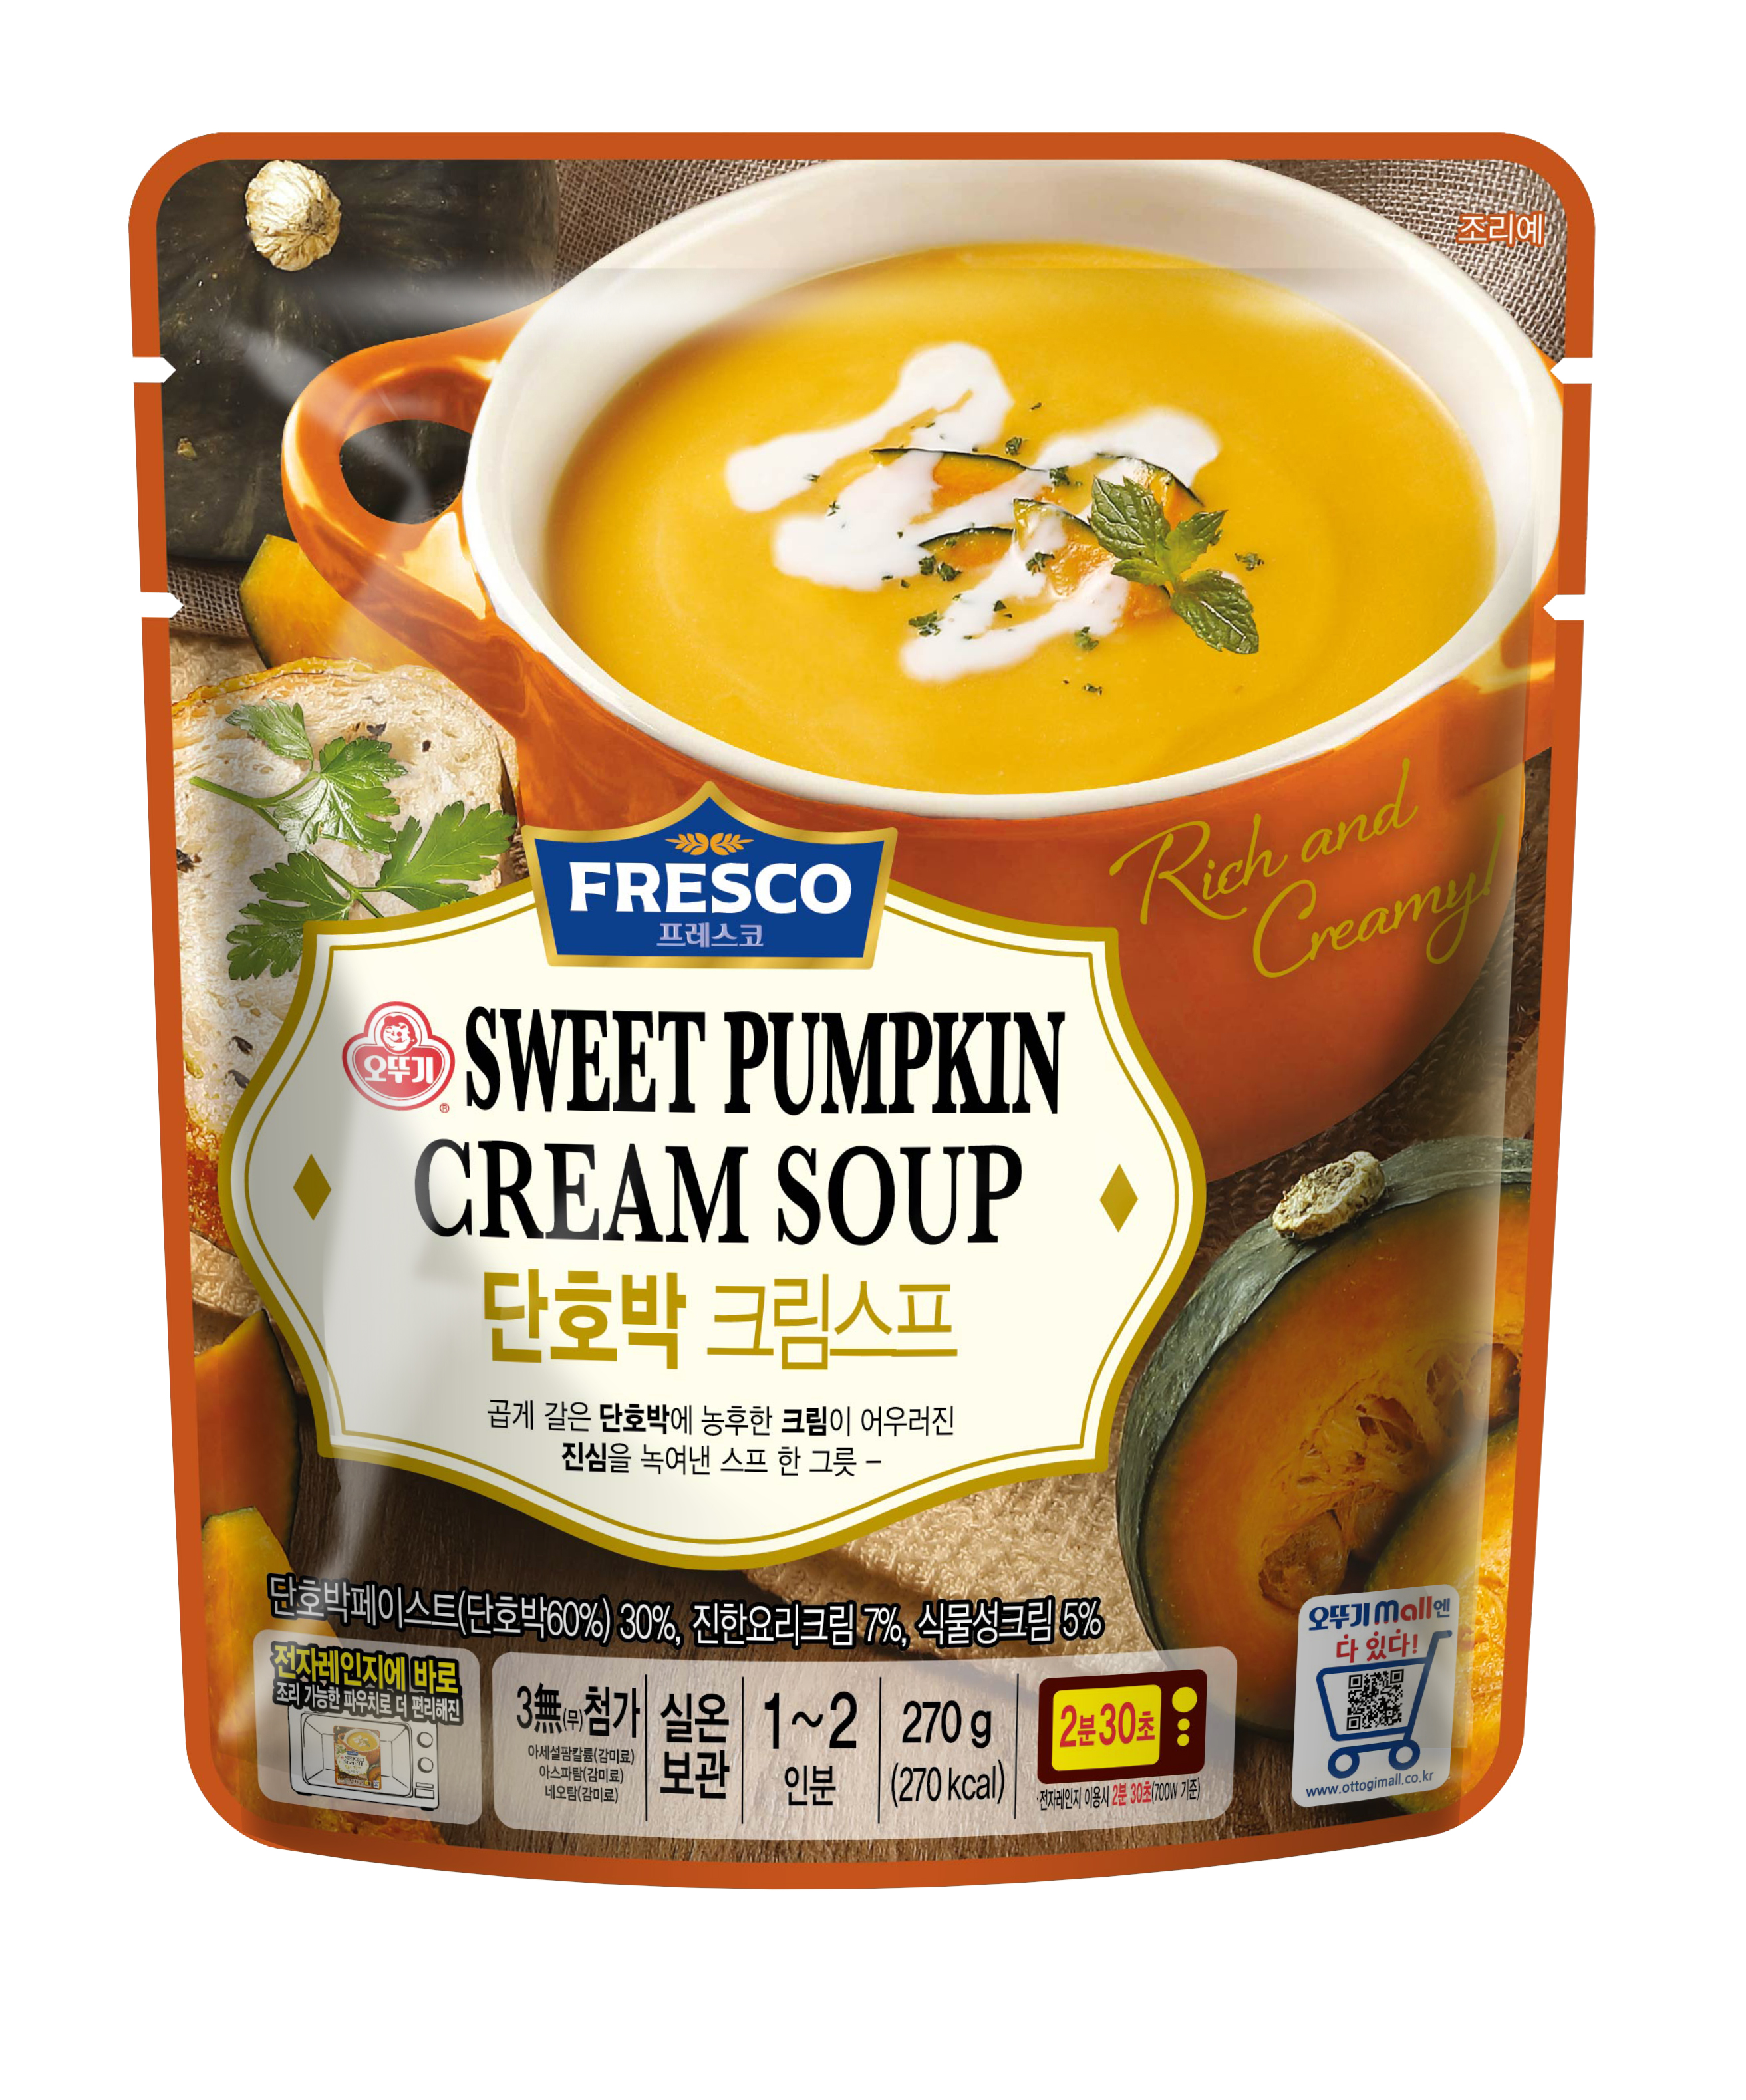 조리예
Rich and
Creamy!
FRESCO
프레스코
오뚜기
®
SWEET PUMPKIN
CREAM SOUP
단호박 크림스프
곱게 갈은 단호박에 농후한 크림이 어우러진
진심을 녹여낸 스프 한 그릇 –
단호박페이스트(단호박60%) 30%, 진한요리크림 7%, 식물성크림 5%
전자레인지에 바로
조리 가능한 파우치로 더 편리해진
3無(무)첨가
아세설팜칼륨(감미료)
아스파탐(감미료)
네오탐(감미료)
실온
보관
1~2
인분
270 g
(270 kcal)
2분30초
·전자레인지 이용시 2분 30초(700W 기준)
오뚜기mall엔
다 있다!
www.ottogimall.co.kr